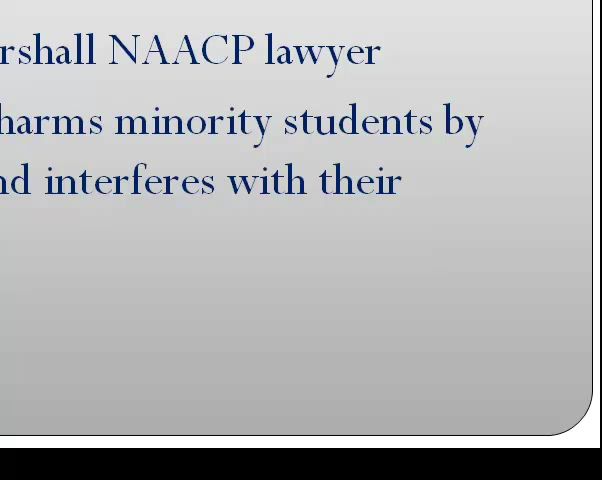 rshall NAACP lawyer
harms minority students by
nd interferes with their